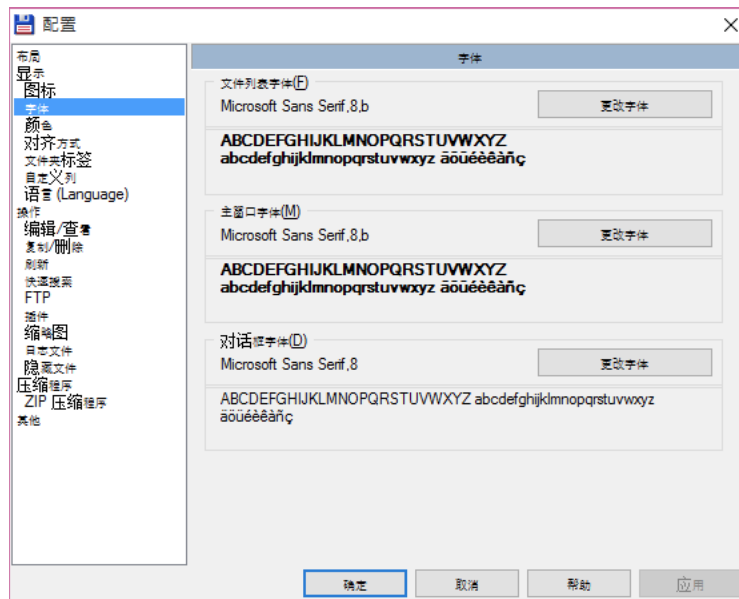 配置
布局
显示
图标
字体
颜色
对齐方式
文件夹标签
自定义列
语言 (Language)
操作
编辑/查看
复制/删除
刷新
快速搜索
FTP
插件
缩略图
日志文件
隐藏文件
压缩程序
ZIP 压缩程序
其他
字体
文件列表字体(F)
Microsoft Sans Serif,8,b
更改字体
ABCDEFGHIJKLMNOPQRSTUVWXYZ
abcdefghijklmnopqrstuvwxyz äöüéèêàñç
主窗口字体(M)
Microsoft Sans Serif,8,b
更改字体
ABCDEFGHIJKLMNOPQRSTUVWXYZ
abcdefghijklmnopqrstuvwxyz äöüéèêàñç
对话框字体(D)
Microsoft Sans Serif,8
更改字体
ABCDEFGHIJKLMNOPQRSTUVWXYZ abcdefghijklmnopqrstuvwxyz
äöüéèêàñç
确定
取消
帮助
应用